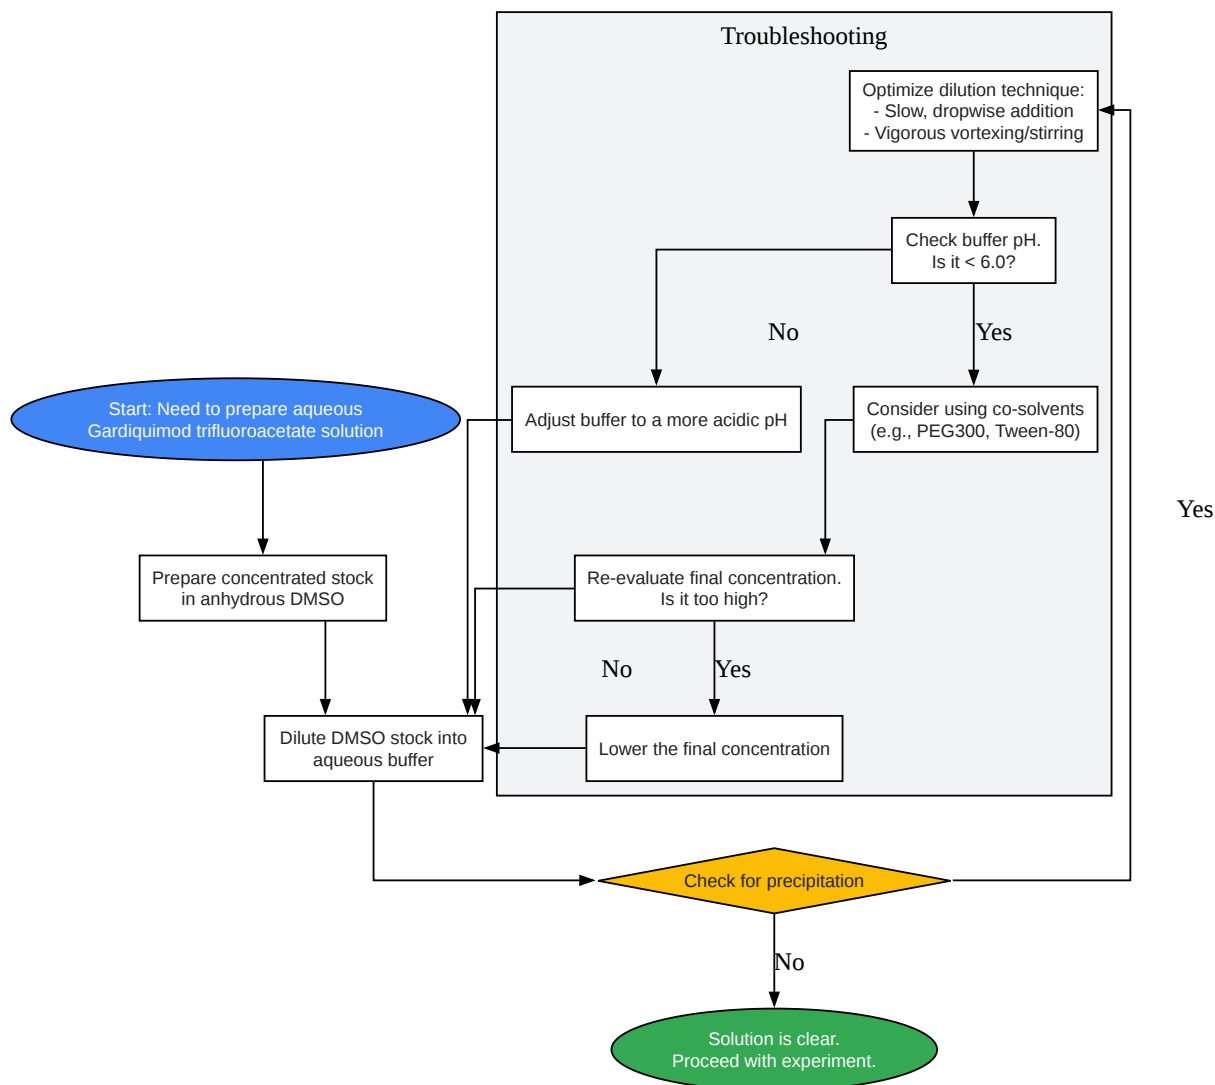 Troubleshooting
Optimize dilution technique:
- Slow, dropwise addition
- Vigorous vortexing/stirring
Check buffer pH.
Is it < 6.0?
No
Yes
Start: Need to prepare aqueous
Gardiquimod trifluoroacetate solution
Adjust buffer to a more acidic pH
Consider using co-solvents
(e.g., PEG300, Tween-80)
Yes
Prepare concentrated stock
in anhydrous DMSO
Re-evaluate final concentration.
Is it too high?
No
Yes
Dilute DMSO stock into
aqueous buffer
Lower the final concentration
Check for precipitation
No
Solution is clear.
Proceed with experiment.